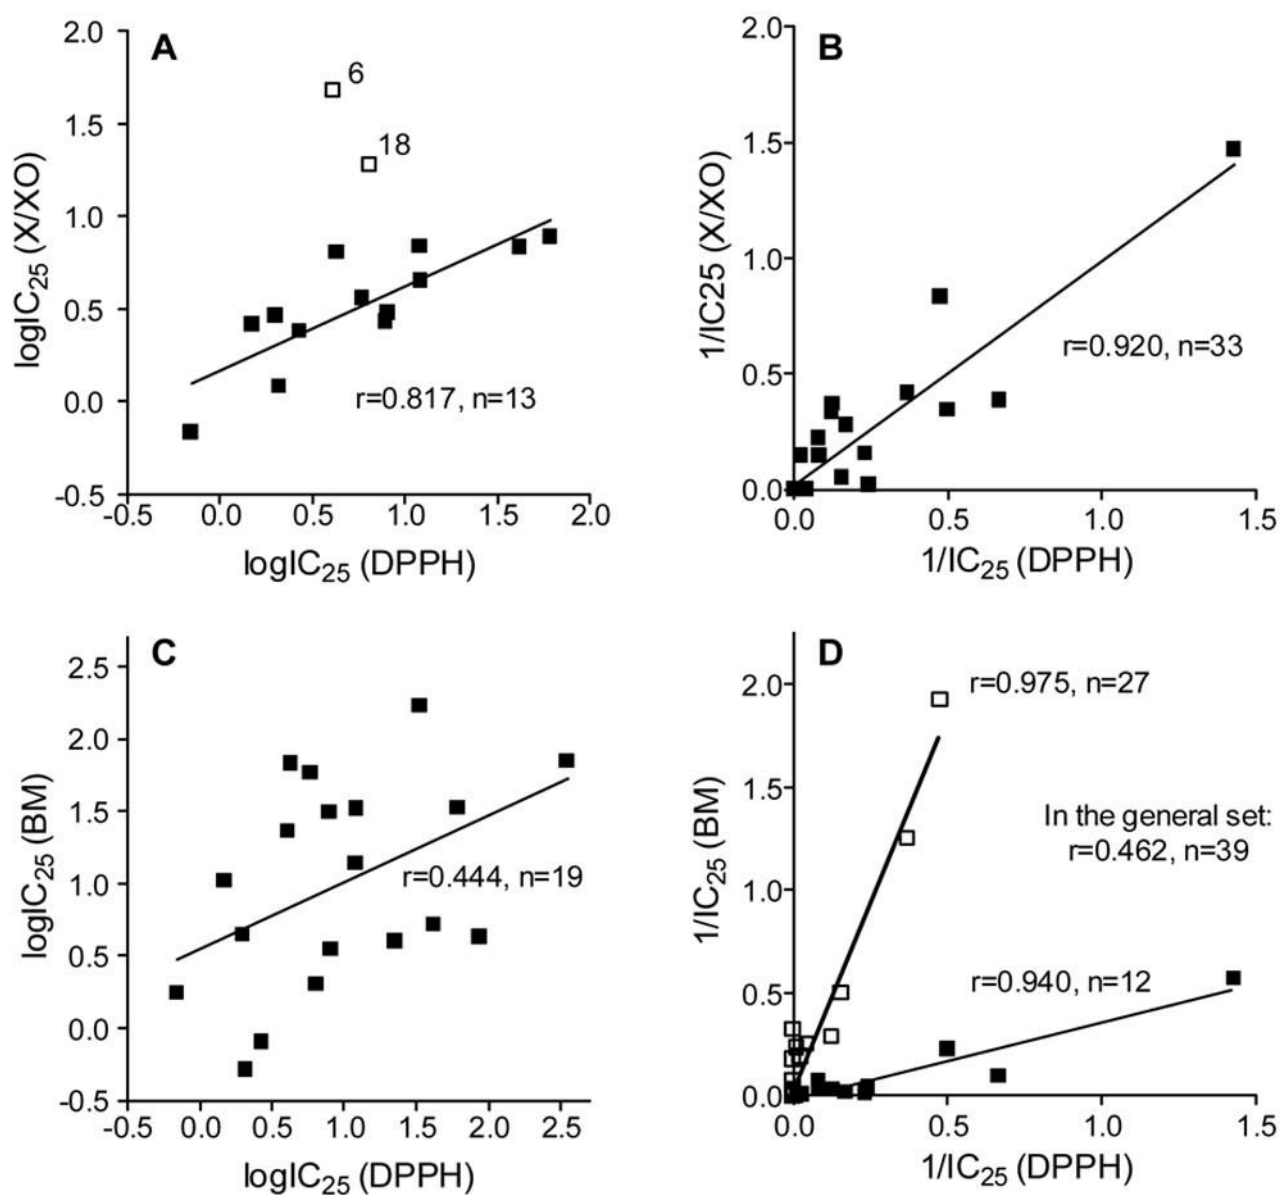 A
2.0
1.5
1.0
0.5
0.0
-0.5
logIC25 (X/XO)
6
18
r=0.817, n=13
-0.5 0.0 0.5 1.0 1.5 2.0
logIC25 (DPPH)
B
2.0
1.5
1.0
0.5
0.0
1/IC25 (X/XO)
r=0.920, n=33
0.0 0.5 1.0 1.5
1/IC25 (DPPH)
C
2.5
2.0
1.5
1.0
0.5
0.0
-0.5
logIC25 (BM)
r=0.444, n=19
-0.5 0.0 0.5 1.0 1.5 2.0 2.5
logIC25 (DPPH)
D
2.0
1.5
1.0
0.5
0.0
1/IC25 (BM)
r=0.975, n=27
In the general set:
r=0.462, n=39
r=0.940, n=12
0.0 0.5 1.0 1.5
1/IC25 (DPPH)